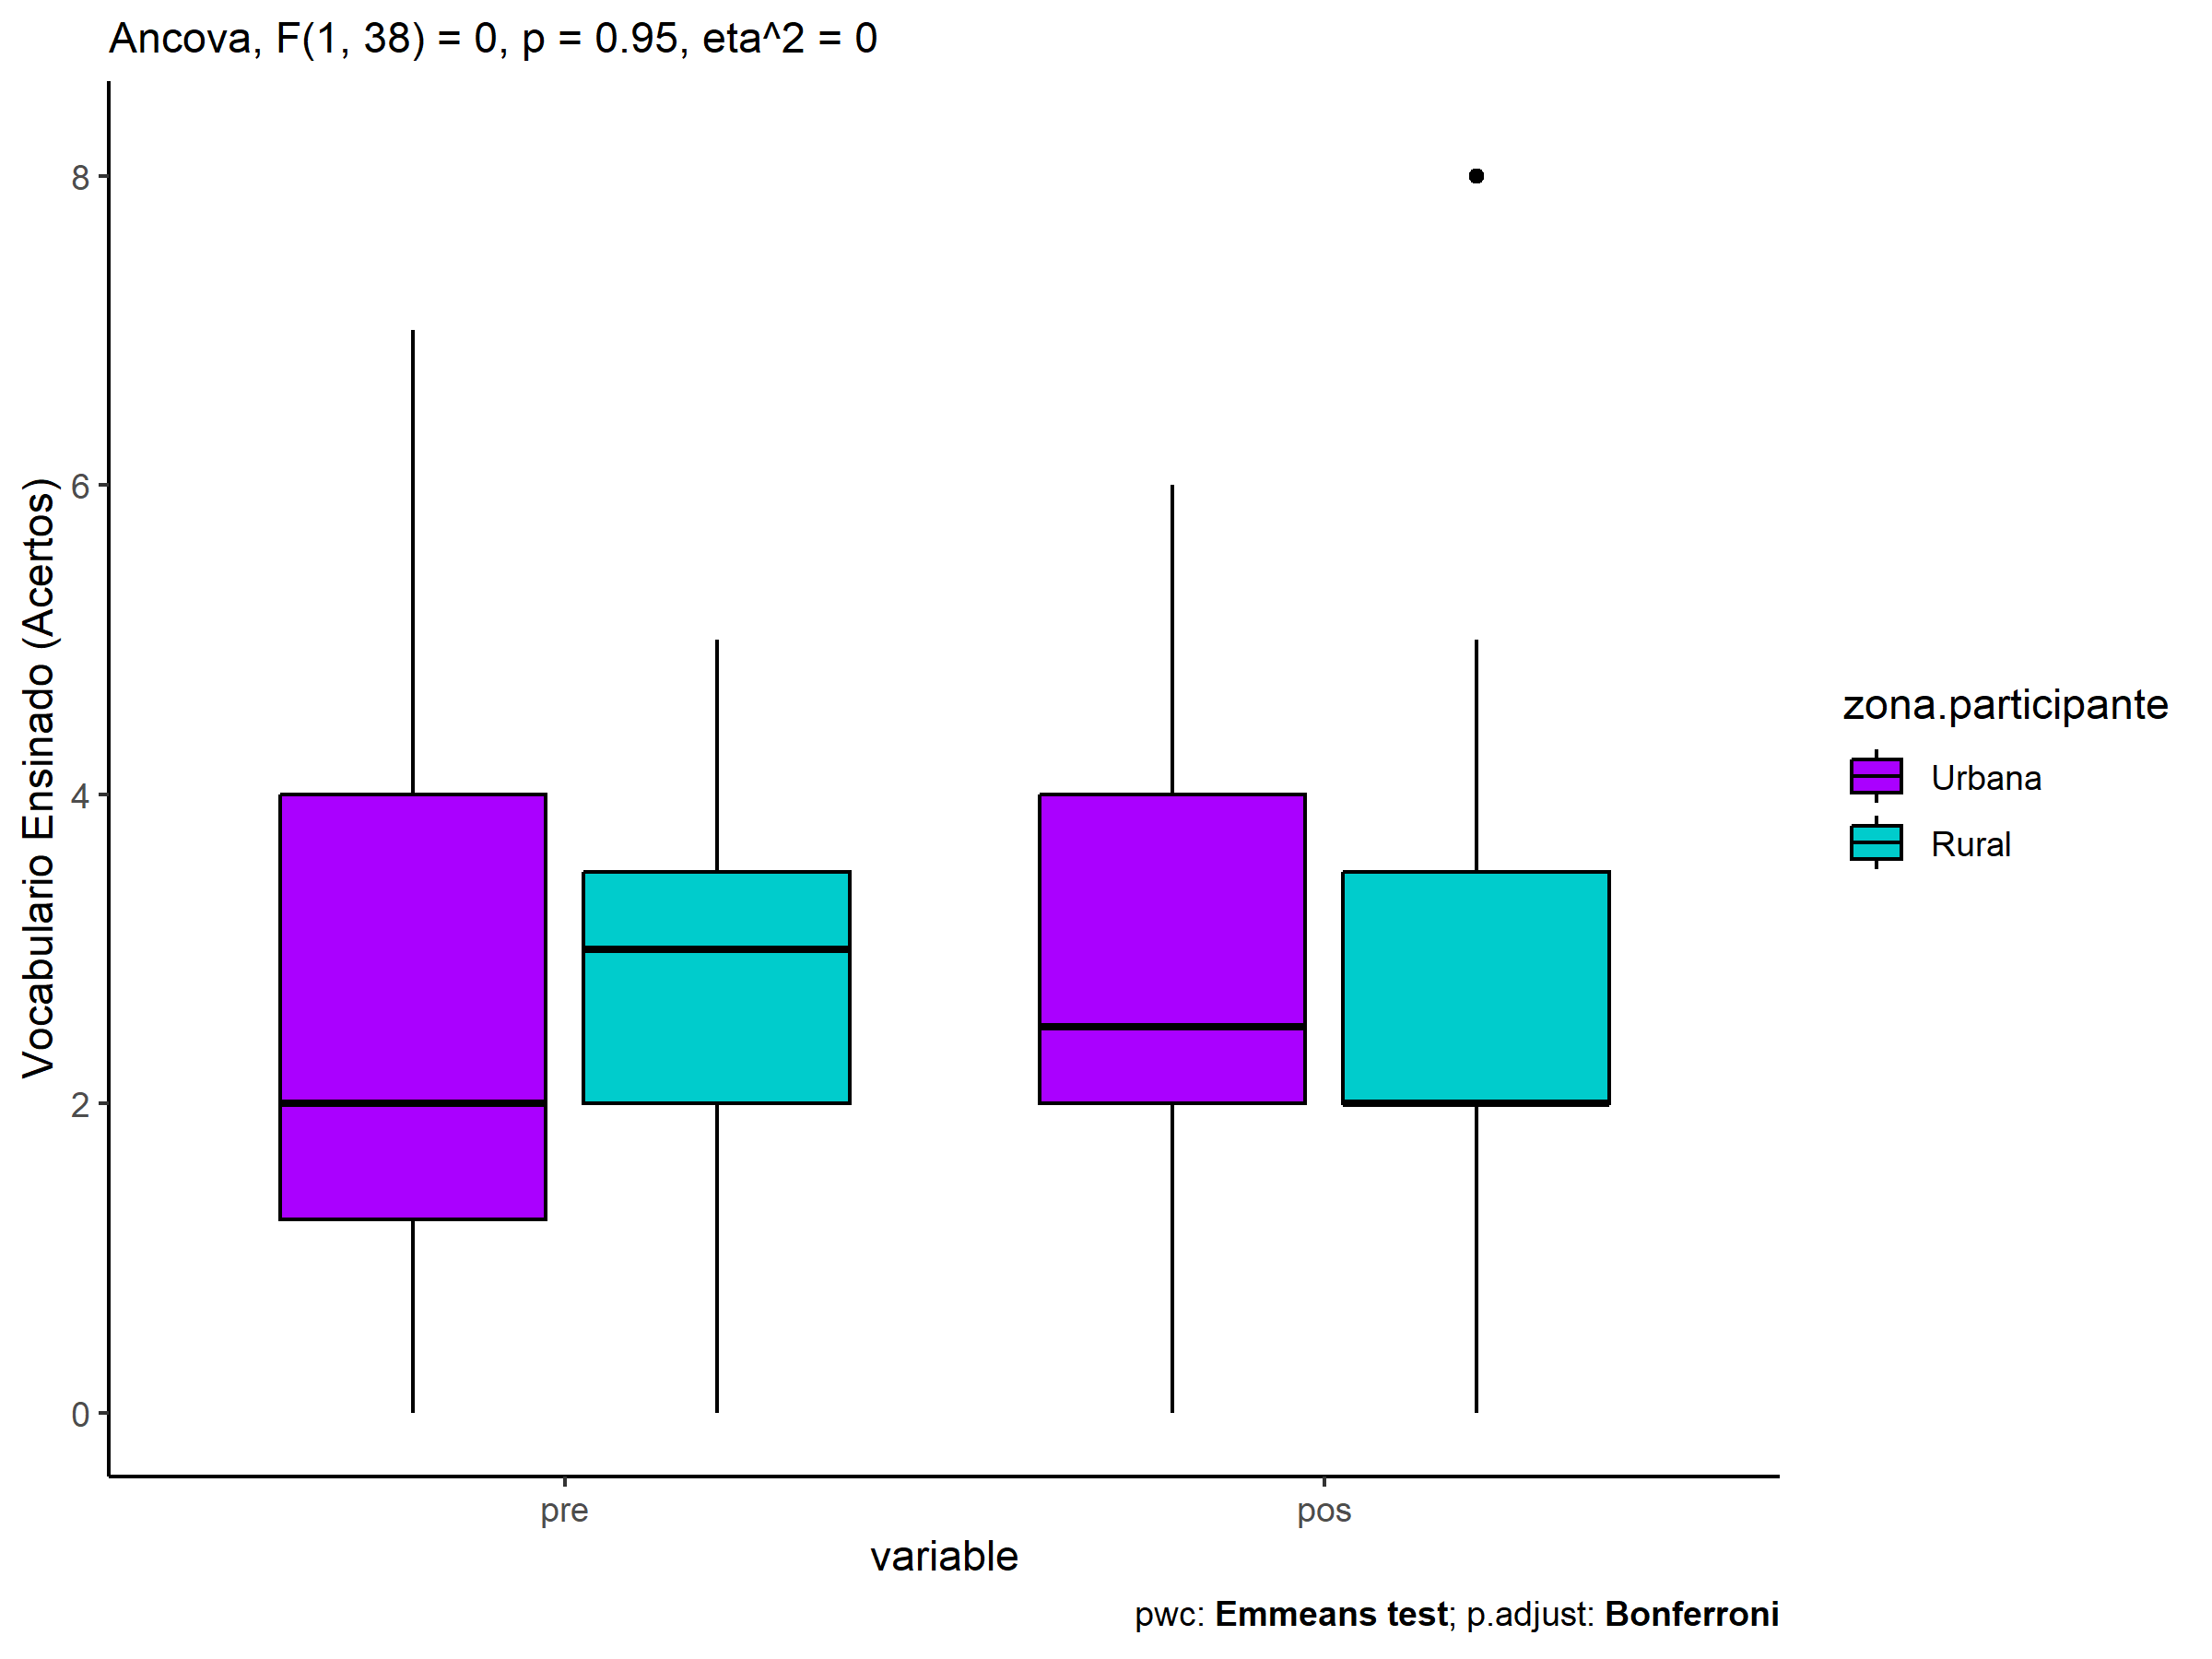 Ancova, F(1, 38) = 0, p = 0.95, eta^2 = 0
Vocabulario Ensinado (Acertos)
8
6
4
2
0
pre
pos
variable
zona.participante
Urbana
Rural
pwc: Emmeans test; p.adjust: Bonferroni